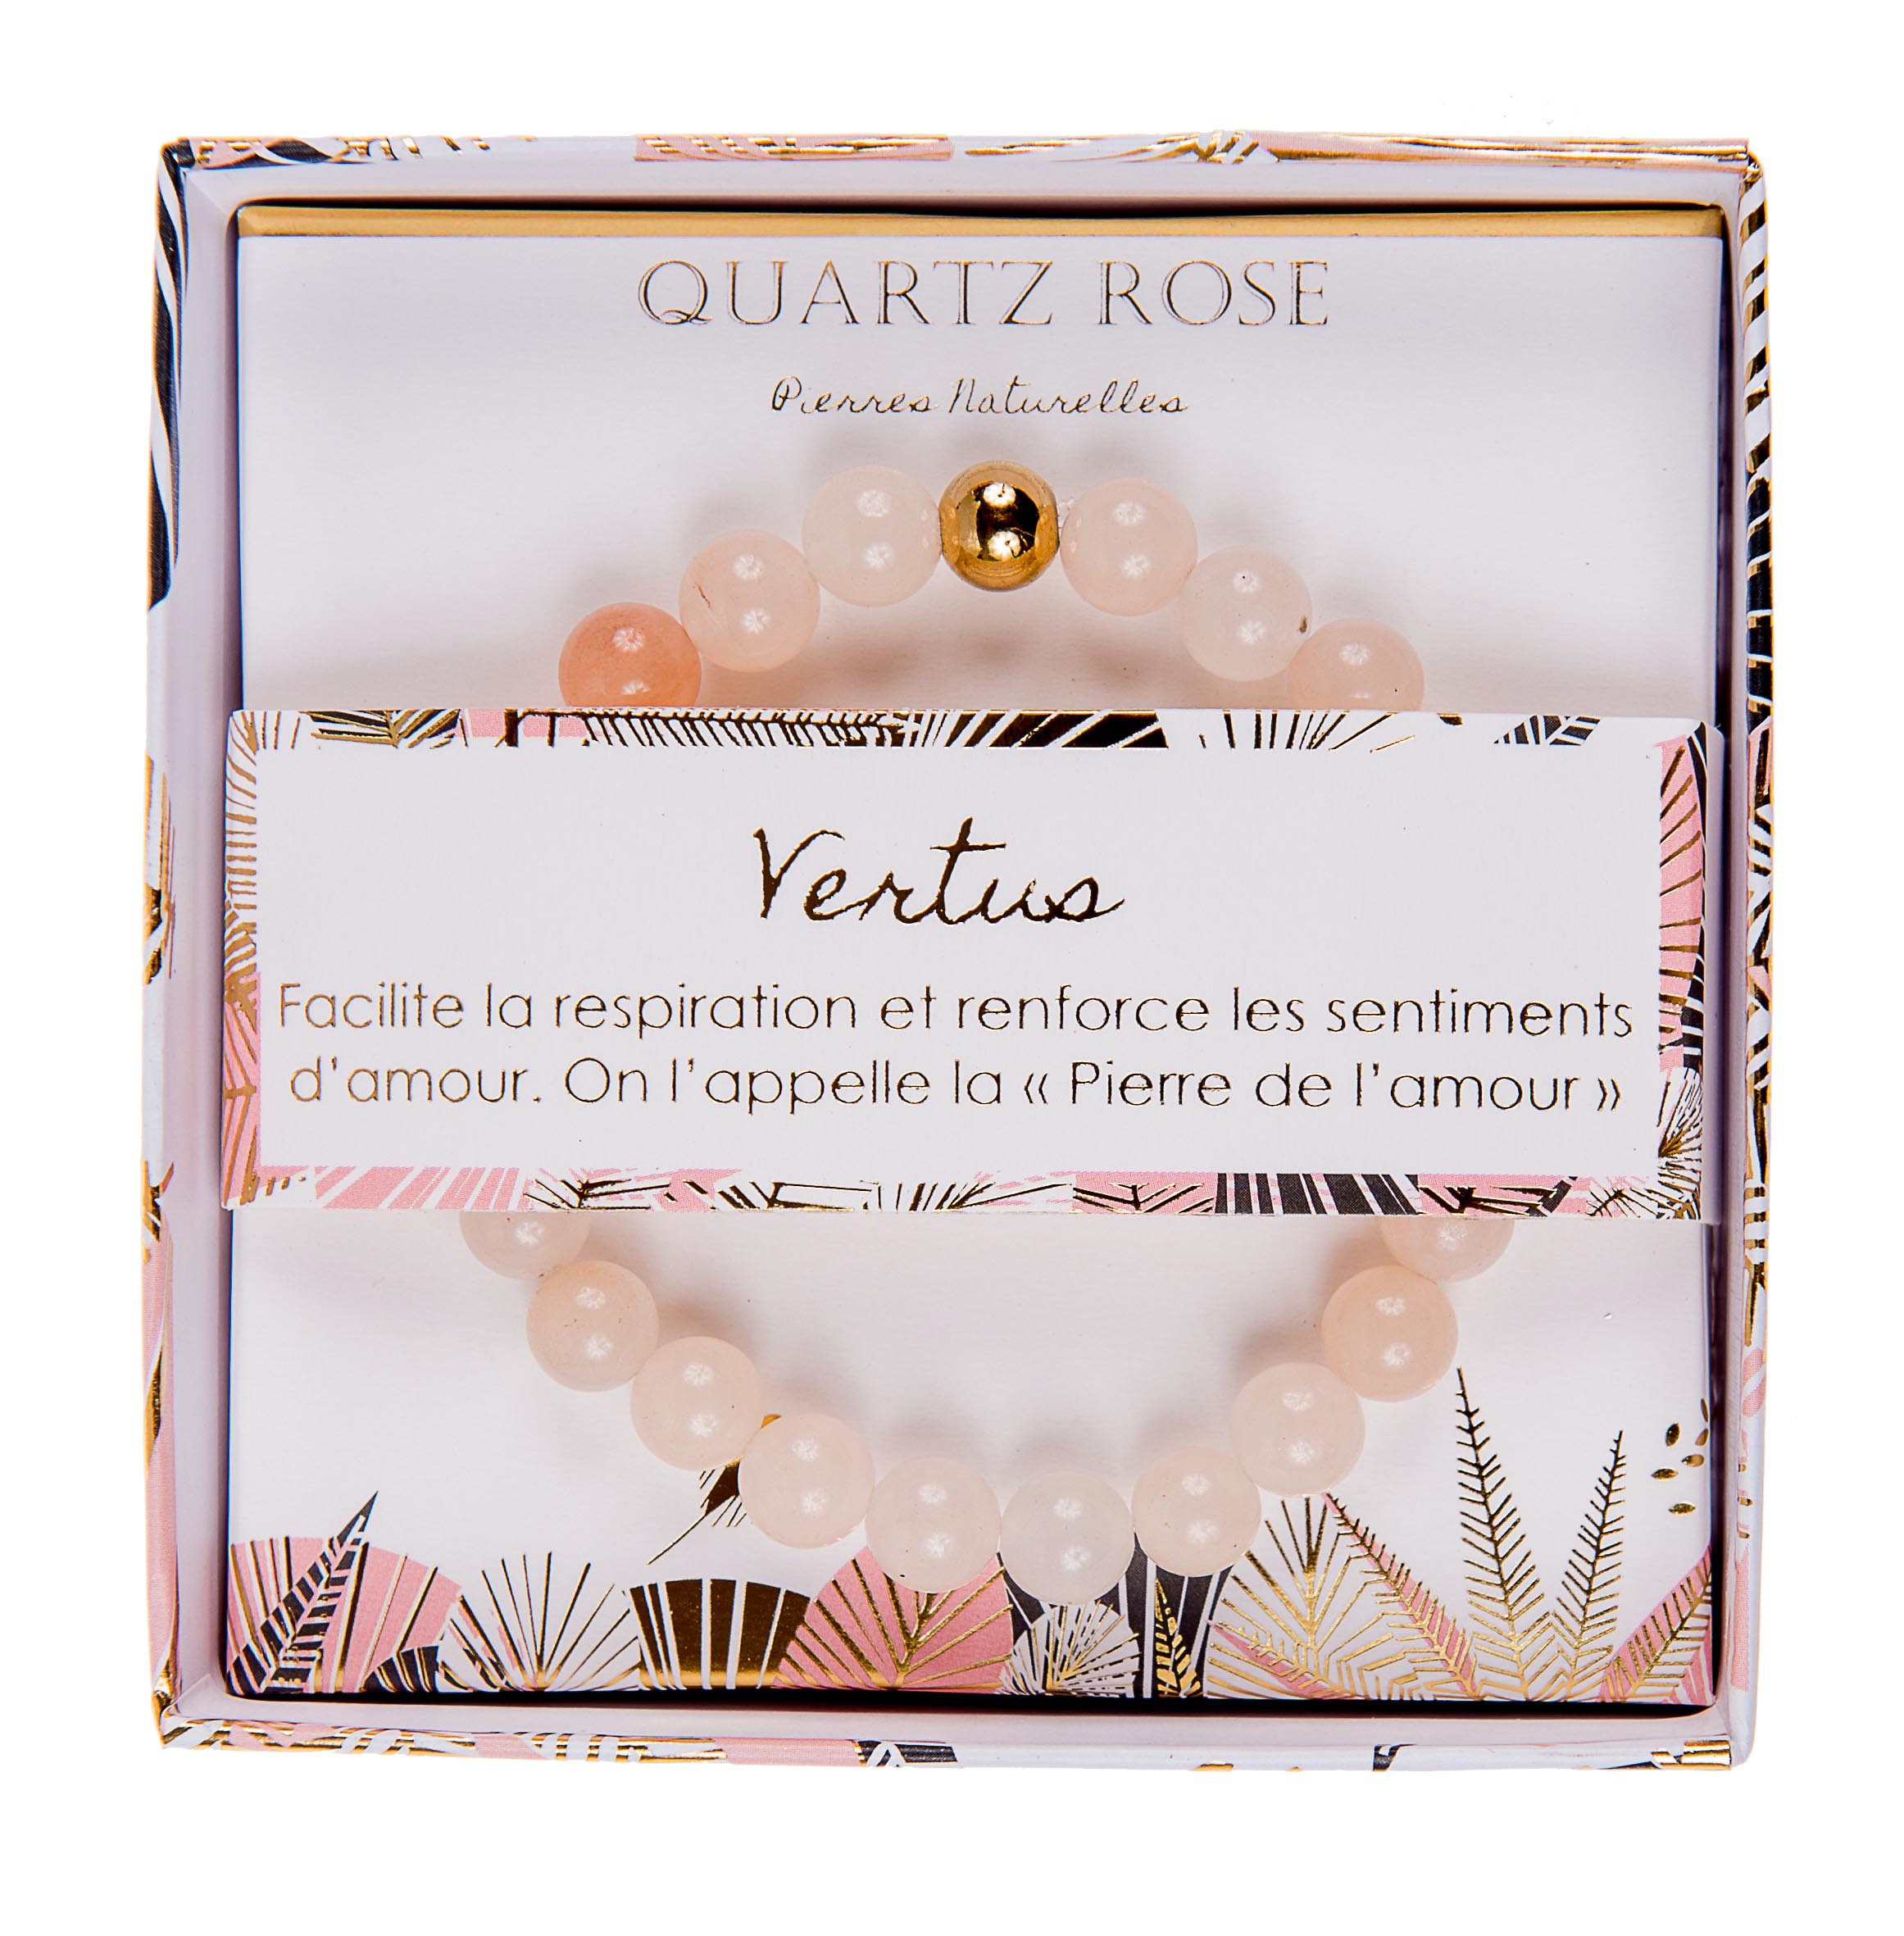 QUARTZ ROSE
Pierres Naturelles
Vertus
Facilite la respiration et renforce les sentiments
d'amour. On l'appelle la « Pierre de l'amour »